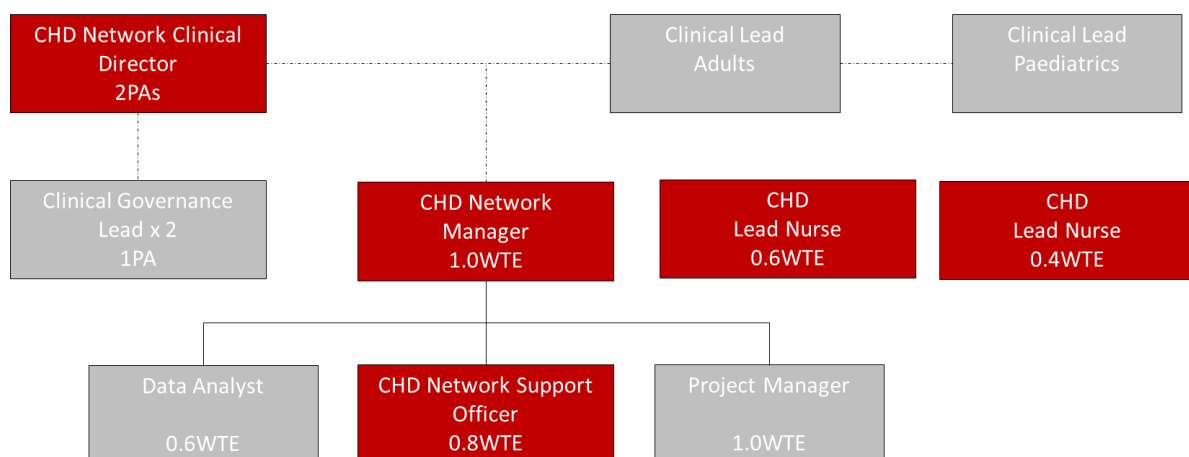 CHD Network Clinical
Director
2PAs
Clinical Lead
Adults
Clinical Lead
Paediatrics
Clinical Governance
Lead x 2
1PA
CHD Network
Manager
1.0WTE
CHD
Lead Nurse
0.6WTE
CHD
Lead Nurse
0.4WTE
Data Analyst
0.6WTE
CHD Network Support
Officer
0.8WTE
Project Manager
1.0WTE